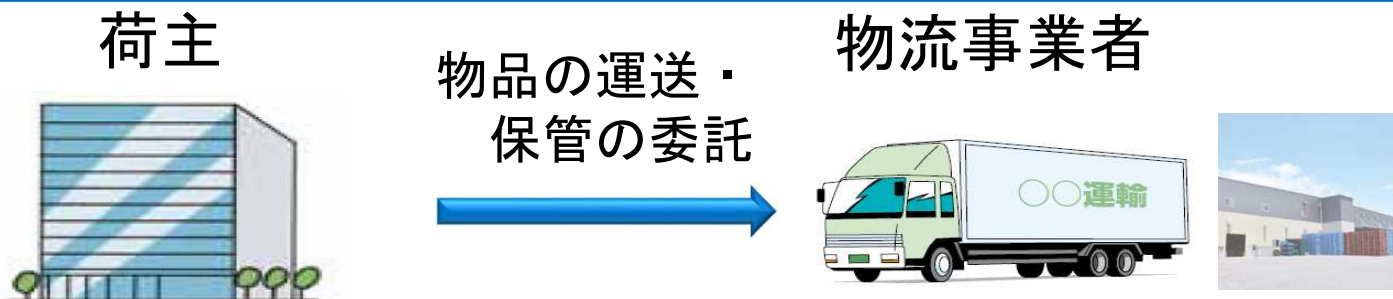 荷主
物品の運送・
保管の委託
物流事業者
○○運輸